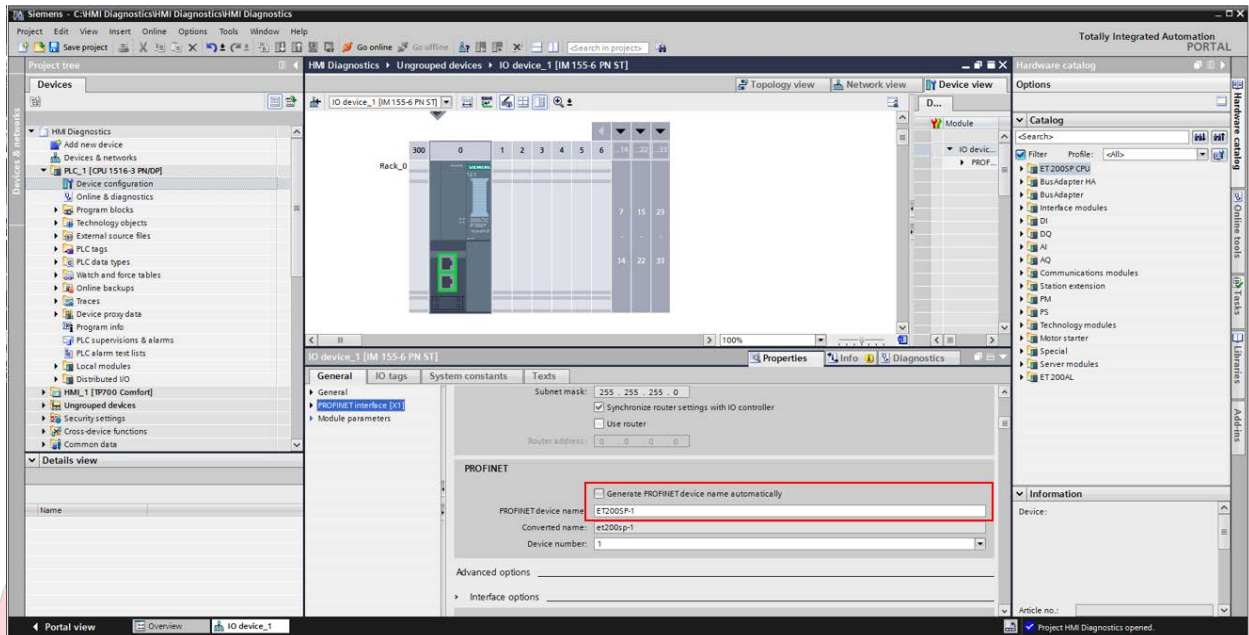 Siemens - C:\HMI Diagnostics\HMI Diagnostics\HMI Diagnostics
Project Edit View Insert Online Options Tools Window Help
Totally Integrated Automation
PORTAL
Save project Go online Go offline <Search in project>
Project tree
Devices
HMI Diagnostics
Add new device
Devices & networks
PLC_1 [CPU 1516-3 PN/DP]
Device configuration
Online & diagnostics
Program blocks
Technology objects
External source files
PLC tags
PLC data types
Watch and force tables
Online backups
Traces
Device proxy data
Program info
PLC supervisions & alarms
PLC alarm text lists
Local modules
Distributed I/O
HMI_1 [TP700 Comfort]
Ungrouped devices
Security settings
Cross-device functions
Common data
Details view
Name
Devices & networks
HMI Diagnostics Ungrouped devices IO device_1 [IM 155-6 PN ST]
Topology view Network view Device view
IO device_1 [IM 155-6 PN ST]
300 0 1 2 3 4 5 6 ..14 ..22 ..33
Rack_0
SIEMENS
7 15 23
- - -
14 22 33
100%
D...
Module
IO devic...
PROF...
IO device_1 [IM 155-6 PN ST]
Properties Info Diagnostics
General IO tags System constants Texts
General
PROFINET interface [X1]
Module parameters
Subnet mask: 255 . 255 . 255 . 0
Synchronize router settings with IO controller
Use router
Router address: 0 . 0 . 0 . 0
PROFINET
Generate PROFINET device name automatically
PROFINET device name: ET200SP-1
Converted name: et200sp-1
Device number: 1
Advanced options
Interface options
Hardware catalog
Options
Catalog
<Search>
Filter Profile: <All>
ET 200SP CPU
BusAdapter HA
BusAdapter
Interface modules
DI
DQ
AI
AQ
Communications modules
Station extension
PM
PS
Technology modules
Motor starter
Special
Server modules
ET 200AL
Information
Device:
Article no.:
Hardware catalog
Online tools
Tasks
Libraries
Add-ins
Portal view Overview IO device_1
Project HMI Diagnostics opened.